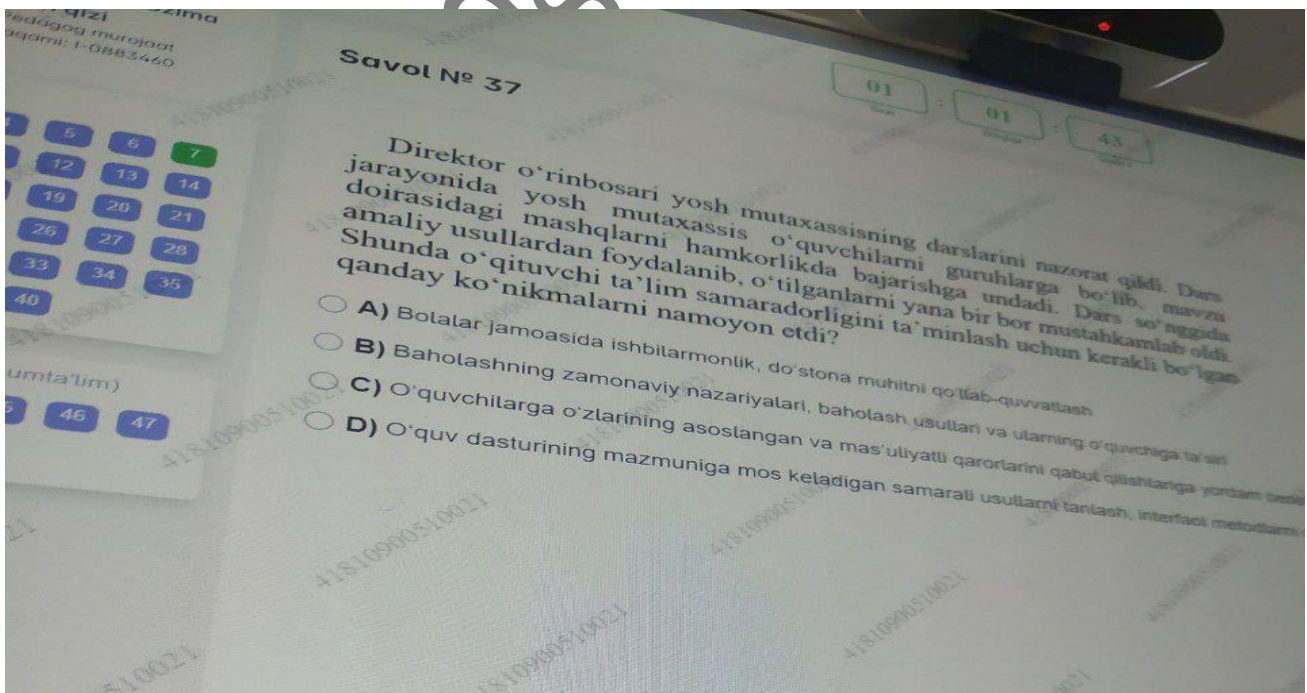 qizi
ozima
Pedagog murojaat
raqami: 1-0883460
5 6 7
12 13 14
19 20 21
26 27 28
33 34 35
40
umta'lim)
46 47
Savol № 37
01 : 01 : 43
Direktor o‘rinbosari yosh mutaxassisning darslarini nazorat qildi. Dars
jarayonida yosh mutaxassis o‘quvchilarni guruhlarga bo‘lib, mavzu
doirasidagi mashqlarni hamkorlikda bajarishga undadi. Dars so‘nggida
amaliy usullardan foydalanib, o‘tilganlarni yana bir bor mustahkamlab oldi.
Shunda o‘qituvchi ta’lim samaradorligini ta’minlash uchun kerakli bo‘lgan
qanday ko‘nikmalarni namoyon etdi?
A) Bolalar jamoasida ishbilarmonlik, do'stona muhitni qo'llab-quvvatlash
B) Baholashning zamonaviy nazariyalari, baholash usullari va ularning o'quvchiga ta'siri
C) O'quvchilarga o'zlarining asoslangan va mas'uliyatli qarorlarini qabul qilishlariga yordam
D) O'quv dasturining mazmuniga mos keladigan samarali usullarni tanlash, interfaol metodlarni
41810900510021